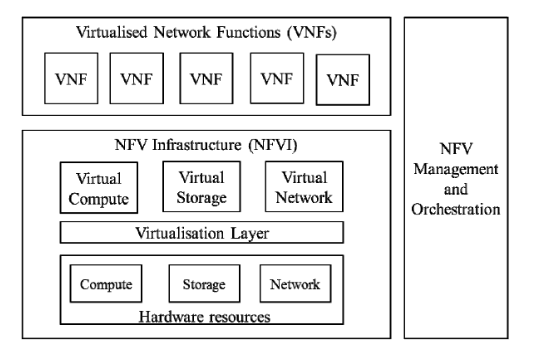 Virtualised Network Functions (VNFs)
VNF VNF VNF VNF VNF
NFV Infrastructure (NFVI)
Virtual
Compute
Virtual
Storage
Virtual
Network
Virtualisation Layer
Compute Storage Network
Hardware resources
NFV
Management
and
Orchestration